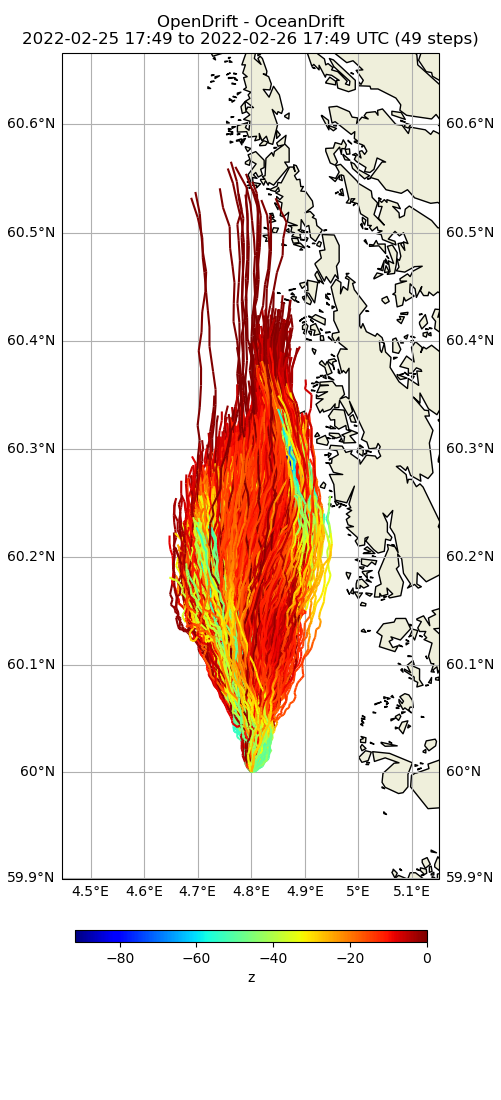 OpenDrift - OceanDrift
2022-02-25 17:49 to 2022-02-26 17:49 UTC (49 steps)
60.6°N 60.6°N
60.5°N 60.5°N
60.4°N 60.4°N
60.3°N 60.3°N
60.2°N 60.2°N
60.1°N 60.1°N
60°N 60°N
59.9°N 59.9°N
4.5°E 4.6°E 4.7°E 4.8°E 4.9°E 5°E 5.1°E
−80 −60 −40 −20 0
z